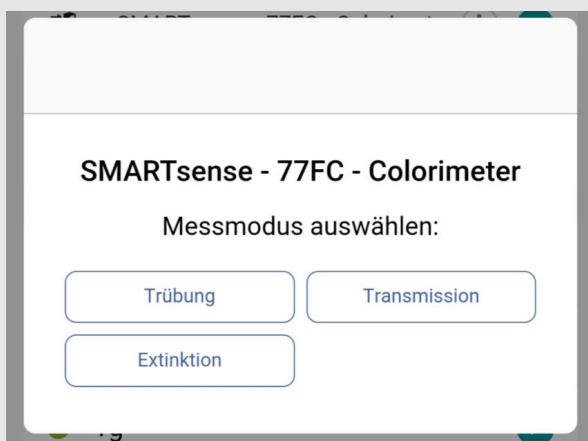 SMARTsense - 77FC - Colorimeter
Messmodus auswählen:
Trübung
Transmission
Extinktion